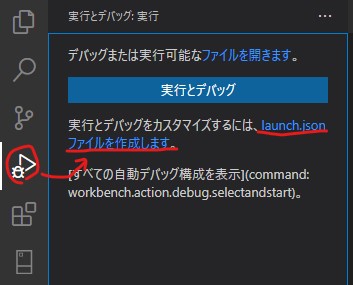 実行とデバッグ: 実行 ...
デバッグまたは実行可能なファイルを開きます。
実行とデバッグ
実行とデバッグをカスタマイズするには、launch.json
ファイルを作成します。
[すべての自動デバッグ構成を表示](command:
workbench.action.debug.selectandstart)。